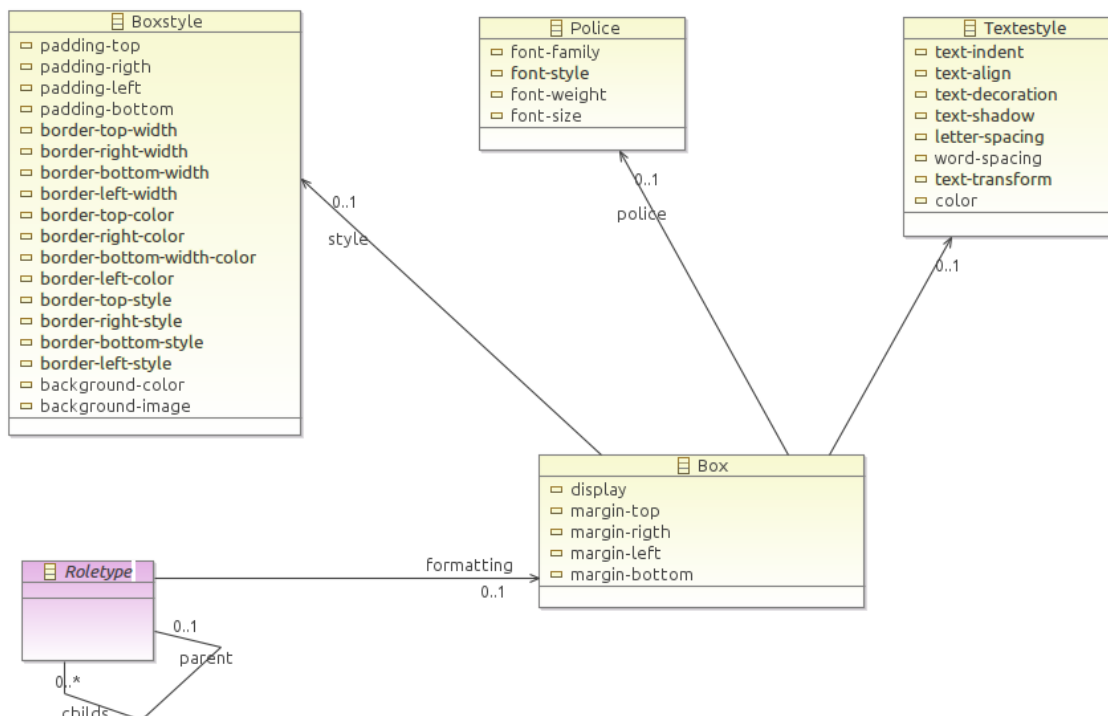 Boxstyle
padding-top
padding-rigth
padding-left
padding-bottom
border-top-width
border-right-width
border-bottom-width
border-left-width
border-top-color
border-right-color
border-bottom-width-color
border-left-color
border-top-style
border-right-style
border-bottom-style
border-left-style
background-color
background-image
Police
font-family
font-style
font-weight
font-size
Textestyle
text-indent
text-align
text-decoration
text-shadow
letter-spacing
word-spacing
text-transform
color
0..1
style
0..1
police
0..1
Box
display
margin-top
margin-rigth
margin-left
margin-bottom
formatting
0..1
Roletype
0..1
parent
0..*
childs